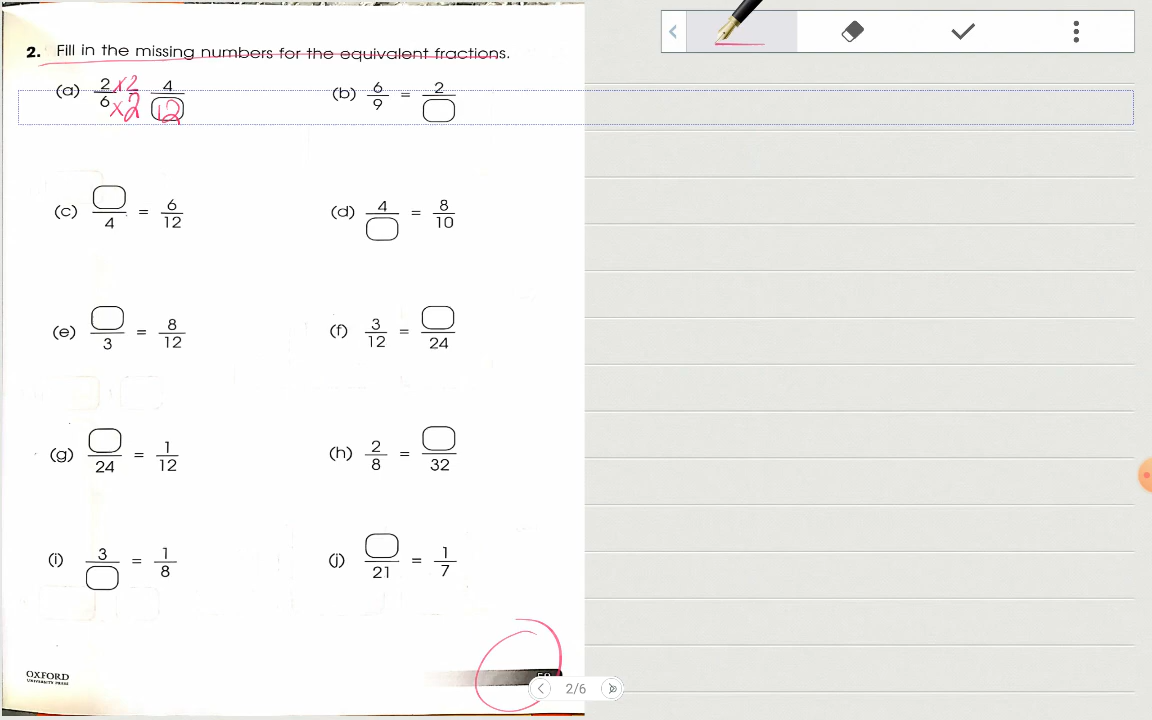 2. Fill in the missing numbers for the equivalent fractions.
(a) 2/6 ×2/×2 4/12
(b) 6/9 = 2/
(c) /4 = 6/12
(d) 4/ = 8/10
(e) /3 = 8/12
(f) 3/12 = /24
(g) /24 = 1/12
(h) 2/8 = /32
(i) 3/ = 1/8
(j) /21 = 1/7
OXFORD
UNIVERSITY PRESS
2/6